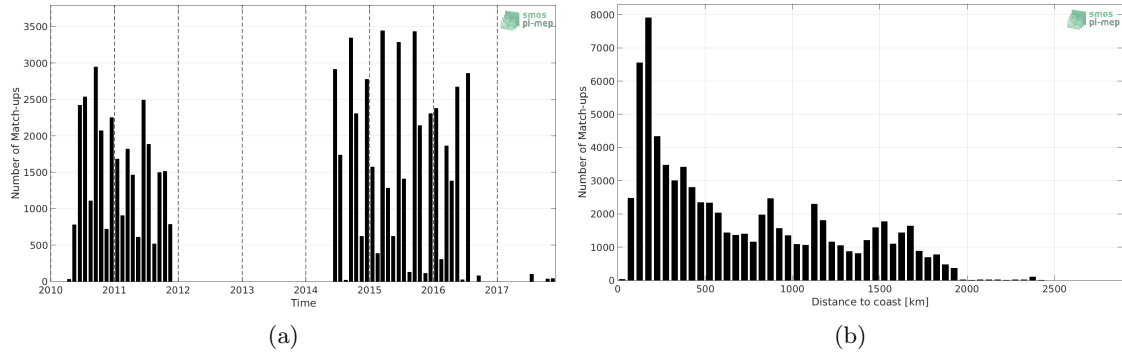 smos
pi-mep
Number of Match-ups
3500
3000
2500
2000
1500
1000
500
0
2010 2011 2012 2013 2014 2015 2016 2017
Time
(a)
smos
pi-mep
Number of Match-ups
8000
7000
6000
5000
4000
3000
2000
1000
0
0 500 1000 1500 2000 2500
Distance to coast [km]
(b)